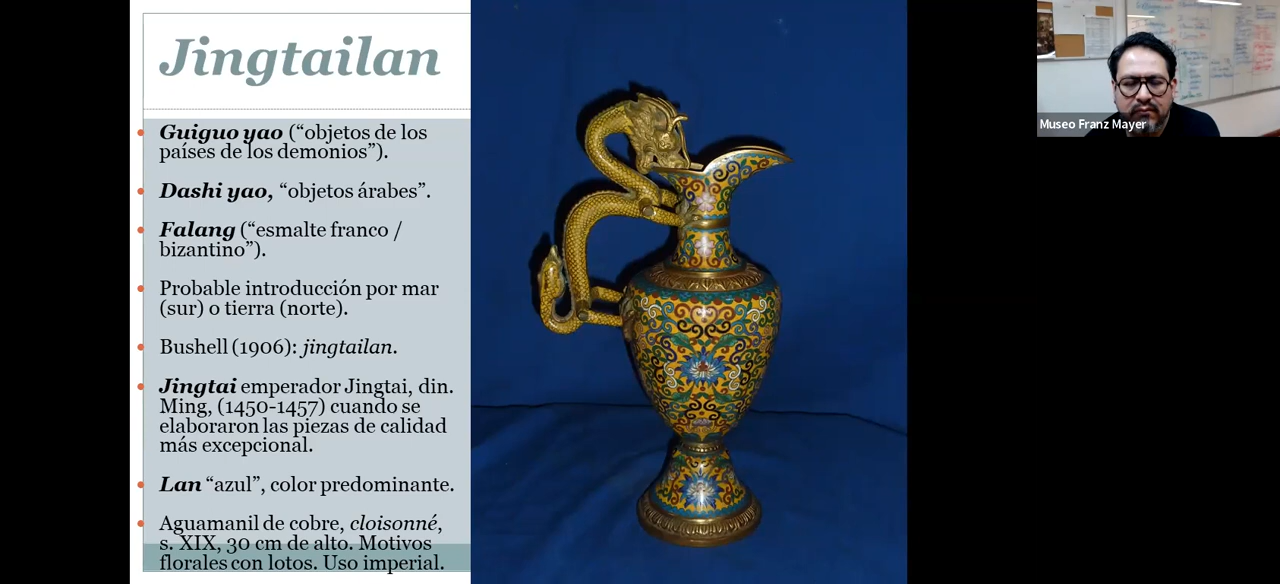 Jingtailan
Guiguo yao (“objetos de los
países de los demonios”).
Dashi yao, “objetos árabes”.
Falang (“esmalte franco /
bizantino”).
Probable introducción por mar
(sur) o tierra (norte).
Bushell (1906): jingtailan.
Jingtai emperador Jingtai, din.
Ming, (1450-1457) cuando se
elaboraron las piezas de calidad
más excepcional.
Lan “azul”, color predominante.
Aguamanil de cobre, cloisonné,
s. XIX, 30 cm de alto. Motivos
florales con lotos. Uso imperial.
Museo Franz Mayer